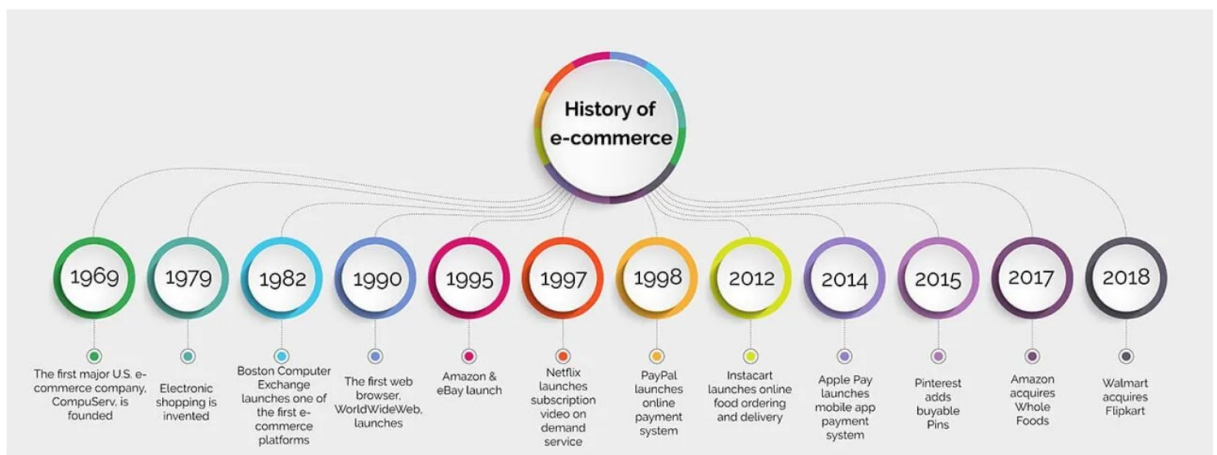 History of
e-commerce
1969
1979
1982
1990
1995
1997
1998
2012
2014
2015
2017
2018
The first major U.S. e-
commerce company,
CompuServ, is
founded
Electronic
shopping is
invented
Boston Computer
Exchange
launches one of
the first e-
commerce
platforms
The first web
browser,
WorldWideWeb,
launches
Amazon &
eBay launch
Netflix
launches
subscription
video on
demand
service
PayPal
launches
online
payment
system
Instacart
launches online
food ordering
and delivery
Apple Pay
launches
mobile app
payment
system
Pinterest
adds
buyable
Pins
Amazon
acquires
Whole
Foods
Walmart
acquires
Flipkart